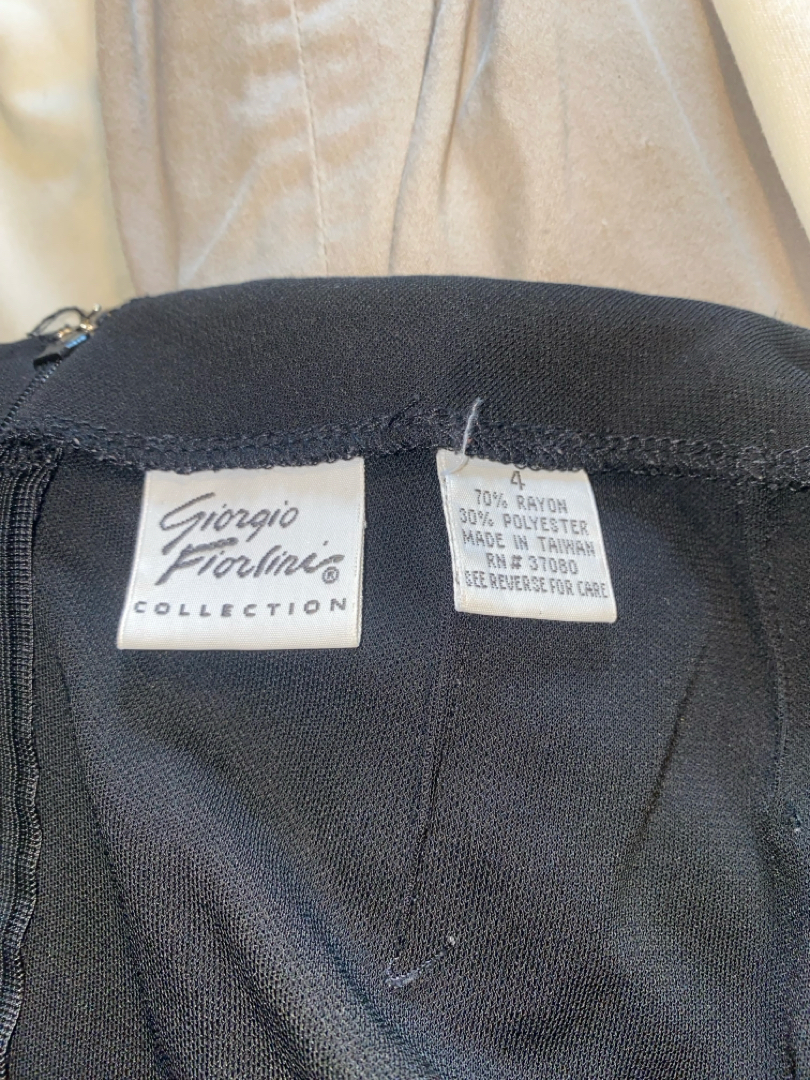 Giorgio
Fiorlini®
COLLECTION
4
70% RAYON
30% POLYESTER
MADE IN TAIWAN
RN# 37080
SEE REVERSE FOR CARE